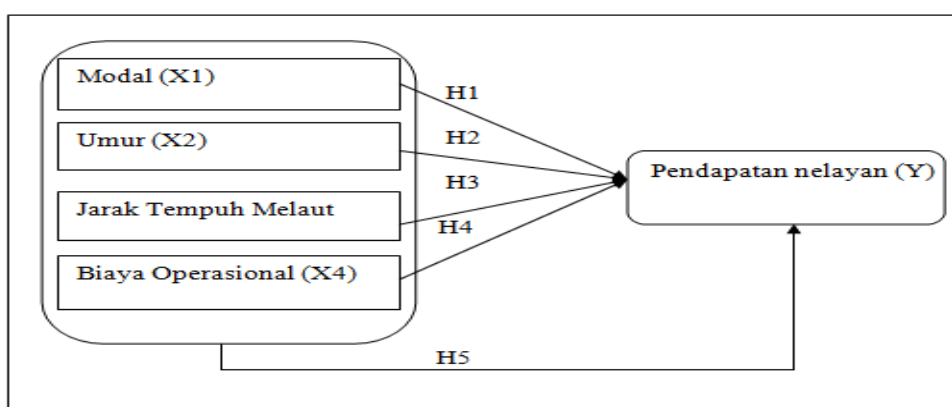 Modal (X1)
H1
Umur (X2)
H2
Pendapatan nelayan (Y)
H3
Jarak Tempuh Melaut
H4
Biaya Operasional (X4)
H5